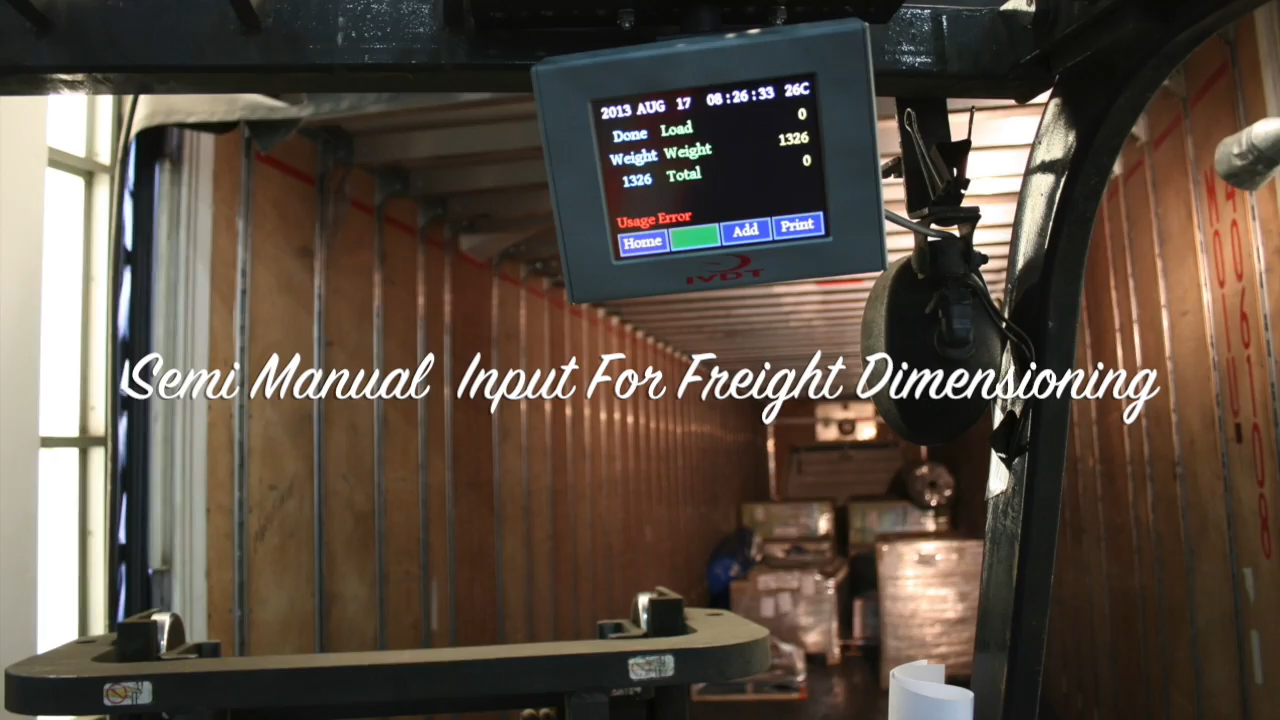 2013 AUG 17 08:26:33 26C
Done Load 0
Weight Weight 1326
1326 Total 0
Usage Error
Home Add Print
IVDT
Semi Manual Input For Freight Dimensioning